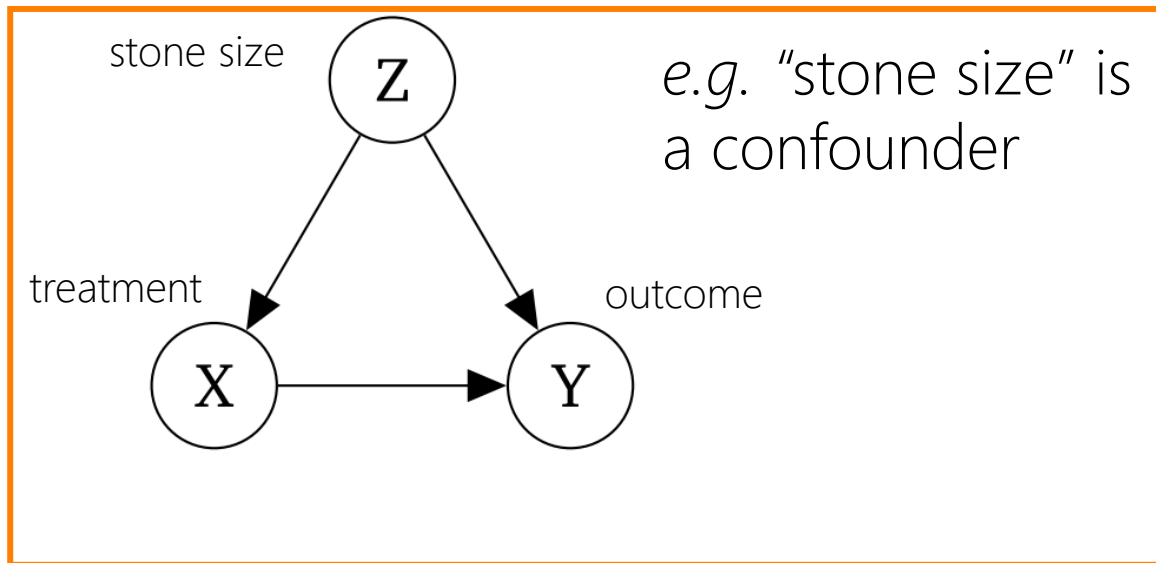 stone size
Z
e.g. “stone size” is
a confounder
treatment
outcome
X
Y